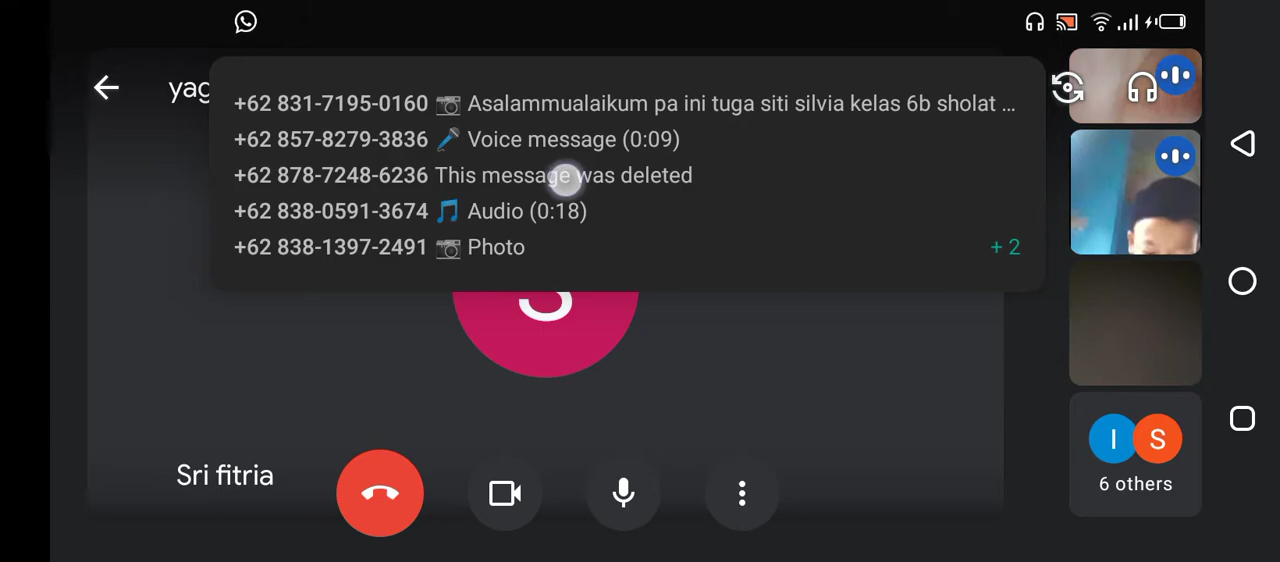 yag
+62 831-7195-0160 📷 Asalammualaikum pa ini tuga siti silvia kelas 6b sholat ...
+62 857-8279-3836 🎤 Voice message (0:09)
+62 878-7248-6236 This message was deleted
+62 838-0591-3674 🎵 Audio (0:18)
+62 838-1397-2491 📷 Photo + 2
S
Sri fitria
I S
6 others